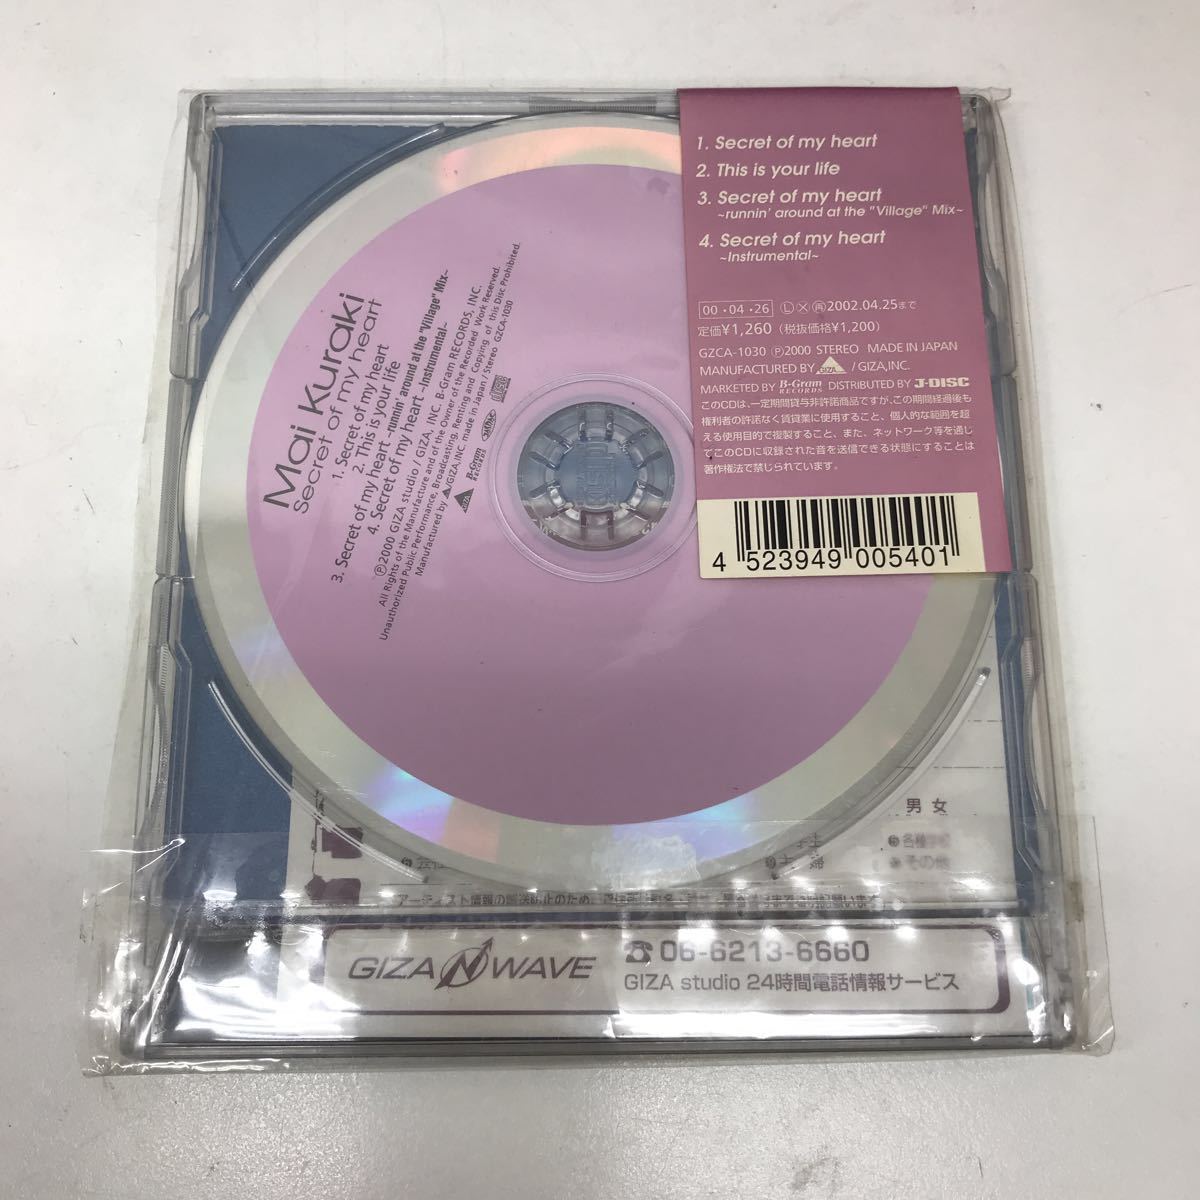 1. Secret of my heart
2. This is your life
3. Secret of my heart
~runnin' around at the "Village" Mix~
4. Secret of my heart
~Instrumental~
00・04・26 Ⓛ Ⓧ 再 2002.04.25まで
定価¥1,260（税抜価格¥1,200）
GZCA-1030 Ⓟ2000 STEREO MADE IN JAPAN
MANUFACTURED BY GIZA / GIZA,INC.
MARKETED BY B-Gram RECORDS DISTRIBUTED BY J-DISC
このCDは、一定期間貸与非許諾商品ですが、この期間経過後も
権利者の許諾なく賃貸業に使用すること、個人的な範囲を超
える使用目的で複製すること、また、ネットワーク等を通じ
てこのCDに収録された音を送信できる状態にすることは
著作権法で禁じられています。
4 523949 005401
Mai Kuraki
Secret of my heart
1. Secret of my heart
2. This is your life
3. Secret of my heart ~runnin' around at the "Village" Mix~
4. Secret of my heart ~Instrumental~
Ⓟ2000 GIZA studio / GIZA, INC. B-Gram RECORDS, INC.
All Rights of the Manufacture and of the Owner of the Recorded Work Reserved.
Unauthorized Public Performance, Broadcasting, Renting and Copying of this Disc Prohibited.
Manufactured by /GIZA,INC. made in Japan / Stereo GZCA-1030
GIZA B-Gram RECORDS
男 女
その他
GIZA WAVE
☎ 06-6213-6660
GIZA studio 24時間電話情報サービス